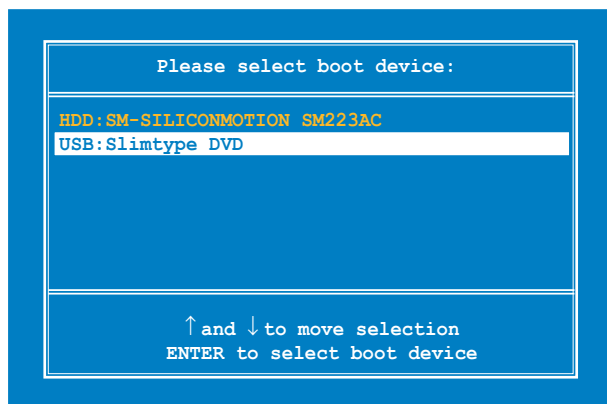 Please select boot device:
HDD:SM-SILICONMOTION SM223AC
USB:Slimtype DVD
↑and ↓to move selection
ENTER to select boot device